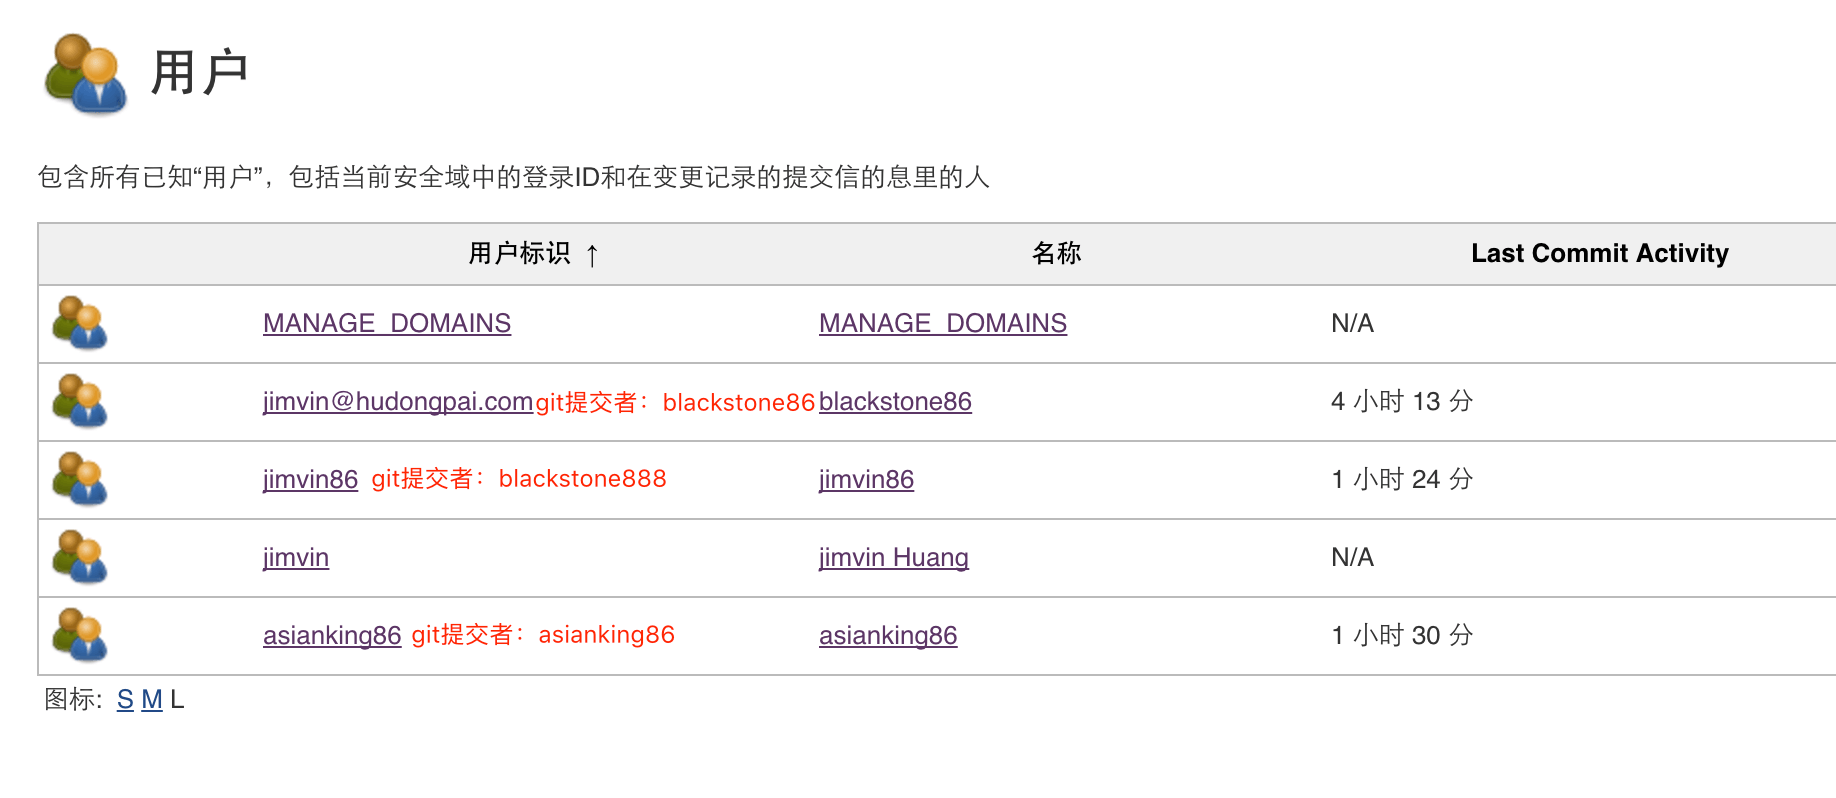 用户
包含所有已知“用户”，包括当前安全域中的登录ID和在变更记录的提交信的息里的人
用户标识 ↑ 名称 Last Commit Activity
MANAGE_DOMAINS MANAGE_DOMAINS N/A
jimvin@hudongpai.com git提交者：blackstone86 blackstone86 4 小时 13 分
jimvin86 git提交者：blackstone888 jimvin86 1 小时 24 分
jimvin jimvin Huang N/A
asianking86 git提交者：asianking86 asianking86 1 小时 30 分
图标: S M L